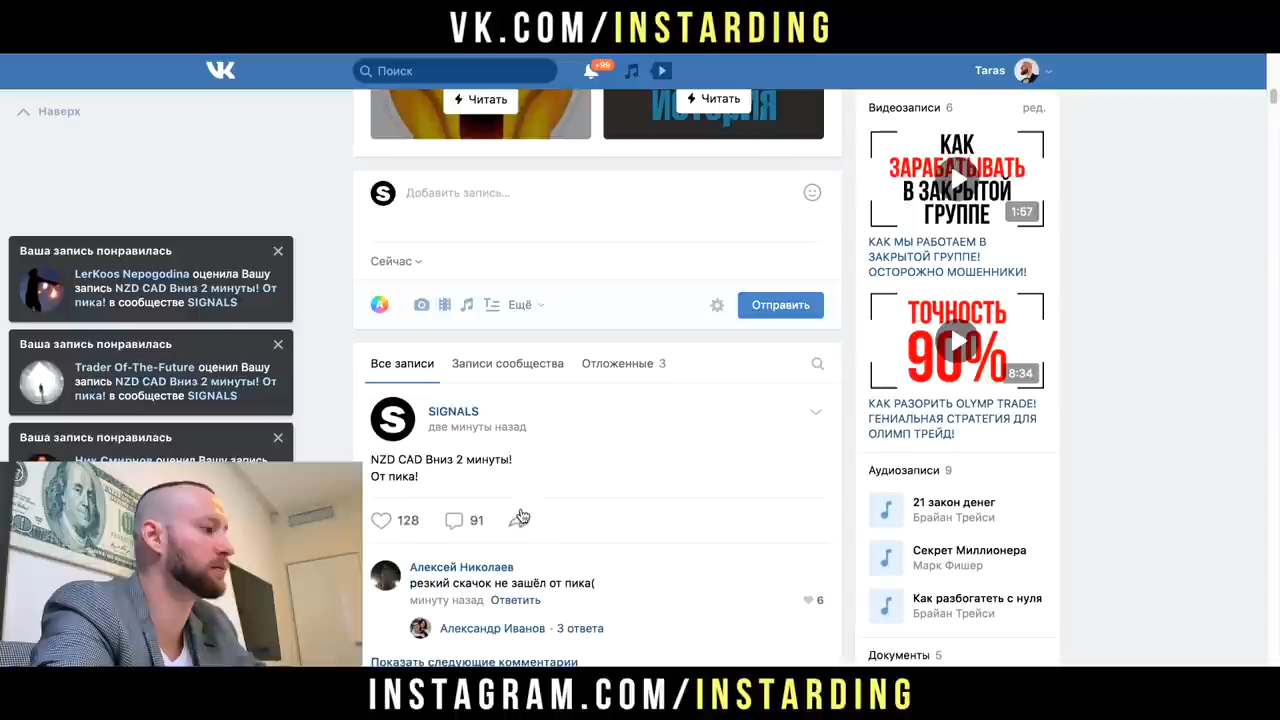 VK.COM/INSTARDING
Поиск
+99
Taras
Наверх
Читать
Читать
История
Видеозаписи 6
ред.
КАК
ЗАРАБАТЫВАТЬ
В ЗАКРЫТОЙ
ГРУППЕ
1:57
КАК МЫ РАБОТАЕМ В
ЗАКРЫТОЙ ГРУППЕ!
ОСТОРОЖНО МОШЕННИКИ!
ТОЧНОСТЬ
90%
8:34
КАК РАЗОРИТЬ OLYMP TRADE!
ГЕНИАЛЬНАЯ СТРАТЕГИЯ ДЛЯ
ОЛИМП ТРЕЙД!
Аудиозаписи 9
21 закон денег
Брайан Трейси
Секрет Миллионера
Марк Фишер
Как разбогатеть с нуля
Брайан Трейси
Документы 5
S
Добавить запись...
Сейчас
A
Ещё
Отправить
Все записи
Записи сообщества
Отложенные 3
S
SIGNALS
две минуты назад
NZD CAD Вниз 2 минуты!
От пика!
128
91
Алексей Николаев
резкий скачок не зашёл от пика(
минуту назад Ответить
6
Александр Иванов · 3 ответа
Показать следующие комментарии
Ваша запись понравилась
LerKoos Nepogodina оценила Вашу
запись NZD CAD Вниз 2 минуты! От
пика! в сообществе SIGNALS
Ваша запись понравилась
Trader Of-The-Future оценил Вашу
запись NZD CAD Вниз 2 минуты! От
пика! в сообществе SIGNALS
Ваша запись понравилась
Ник Смирнов оценил Вашу запись
INSTAGRAM.COM/INSTARDING